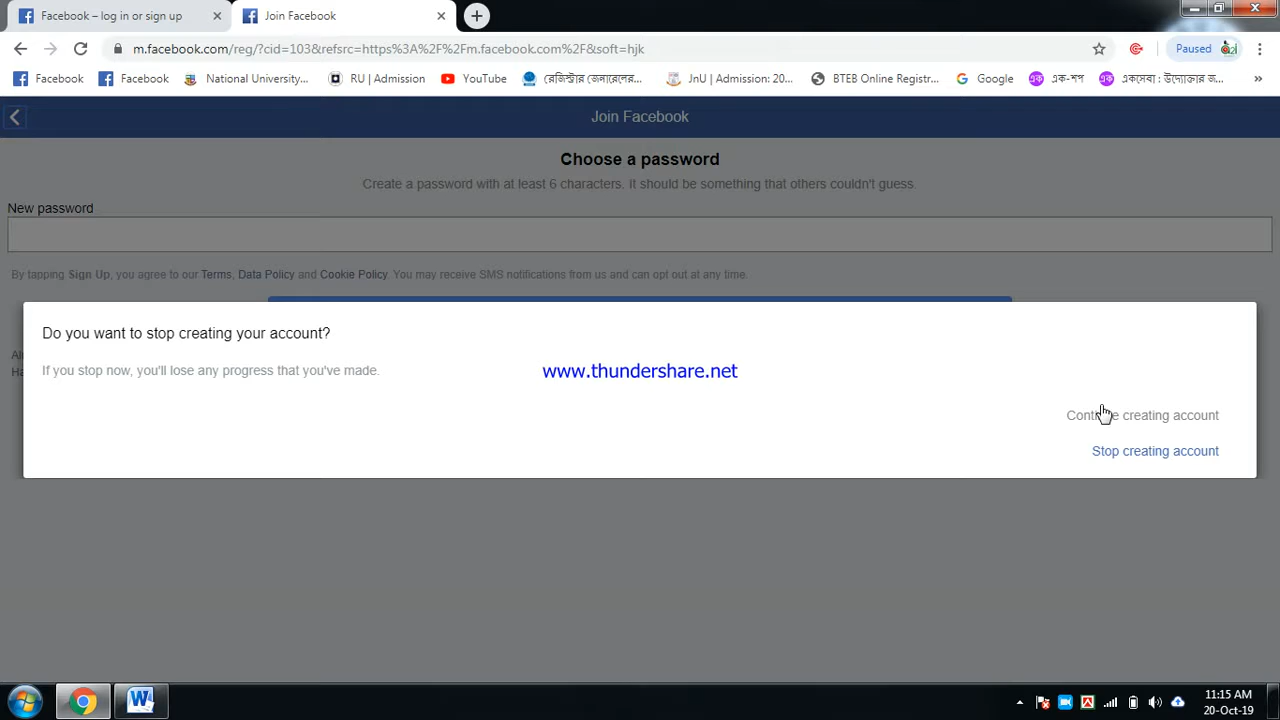 Facebook – log in or sign up
Join Facebook
m.facebook.com/reg/?cid=103&refsrc=https%3A%2F%2Fm.facebook.com%2F&soft=hjk
Paused
Facebook
Facebook
National University...
RU | Admission
YouTube
রেজিস্টার জেনারেলের...
JnU | Admission: 20...
BTEB Online Registr...
Google
এক-শপ
একসেবা : উদ্যোক্তার জ...
Join Facebook
Choose a password
Create a password with at least 6 characters. It should be something that others couldn't guess.
New password
By tapping Sign Up, you agree to our Terms, Data Policy and Cookie Policy. You may receive SMS notifications from us and can opt out at any time.
Do you want to stop creating your account?
If you stop now, you'll lose any progress that you've made.
www.thundershare.net
creating account
Stop creating account
11:15 AM
20-Oct-19